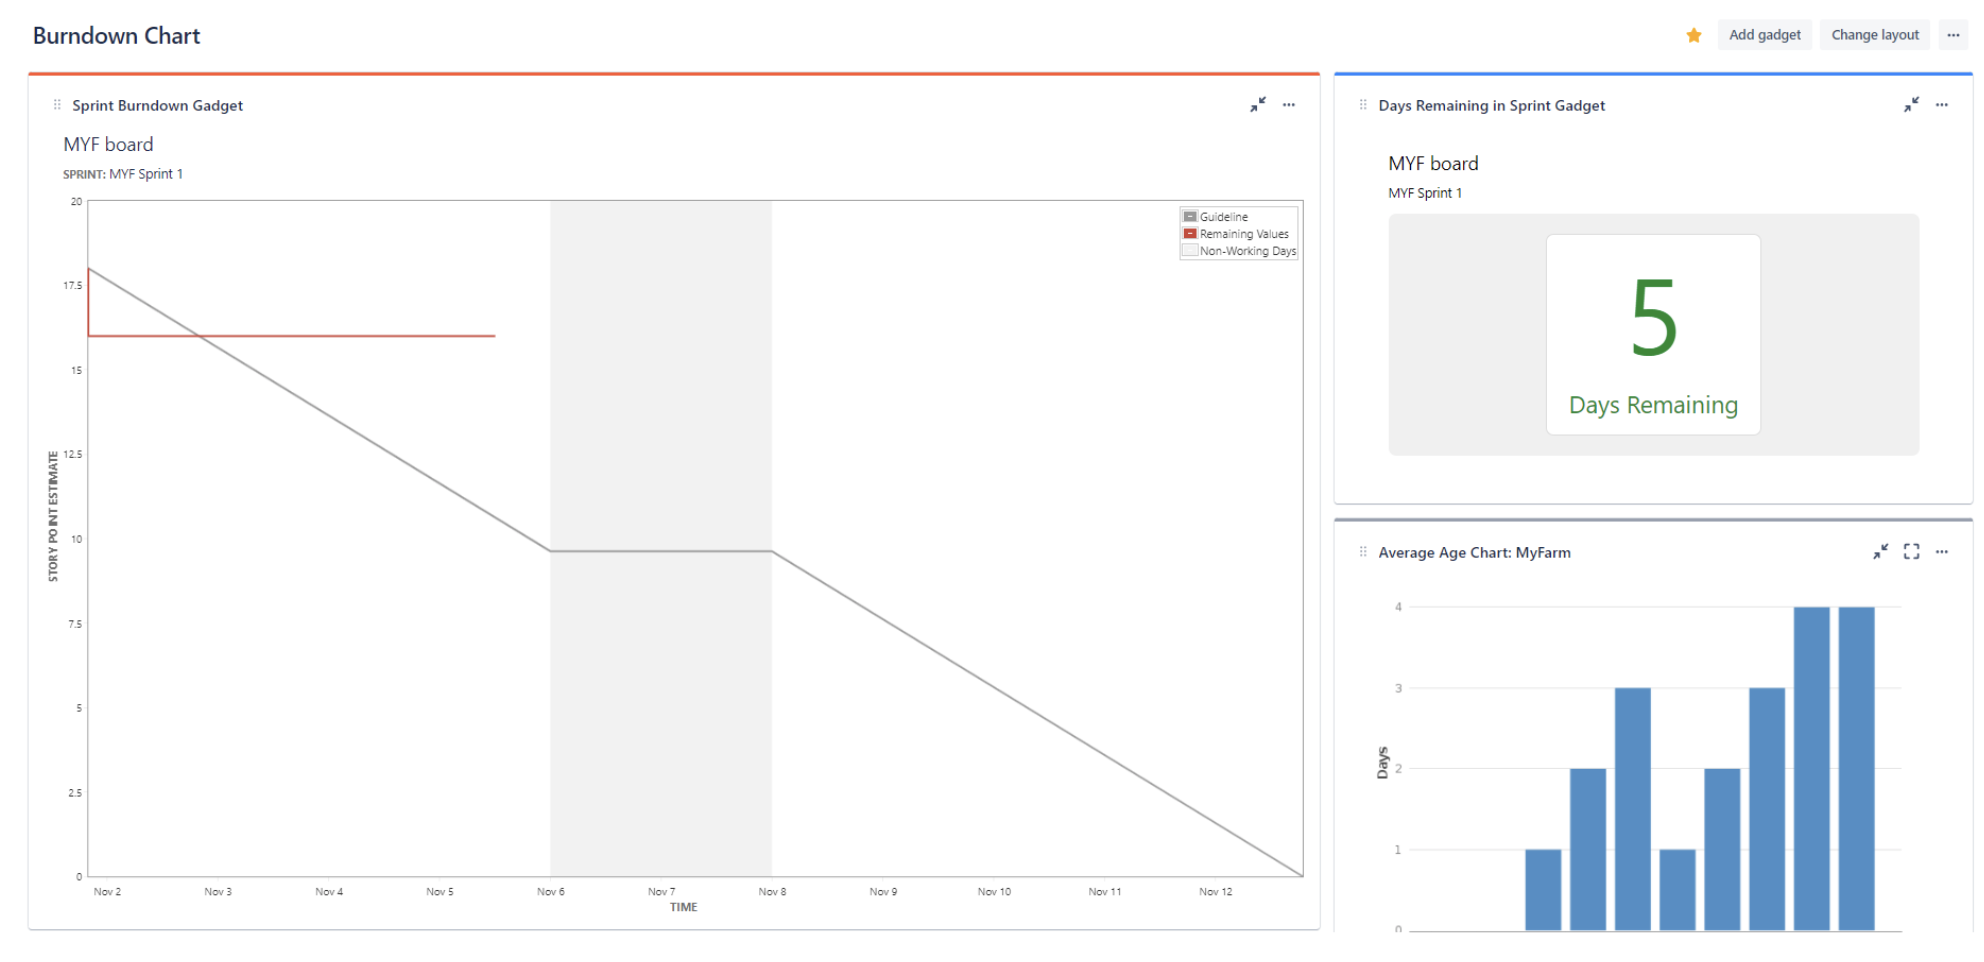 Burndown Chart
Add gadget
Change layout
Sprint Burndown Gadget
MYF board
SPRINT: MYF Sprint 1
20
17.5
15
12.5
10
7.5
5
2.5
0
STORY POINT ESTIMATE
Guideline
Remaining Values
Non-Working Days
Nov 2 Nov 3 Nov 4 Nov 5 Nov 6 Nov 7 Nov 8 Nov 9 Nov 10 Nov 11 Nov 12
TIME
Days Remaining in Sprint Gadget
MYF board
MYF Sprint 1
5
Days Remaining
Average Age Chart: MyFarm
4
3
2
1
0
Days